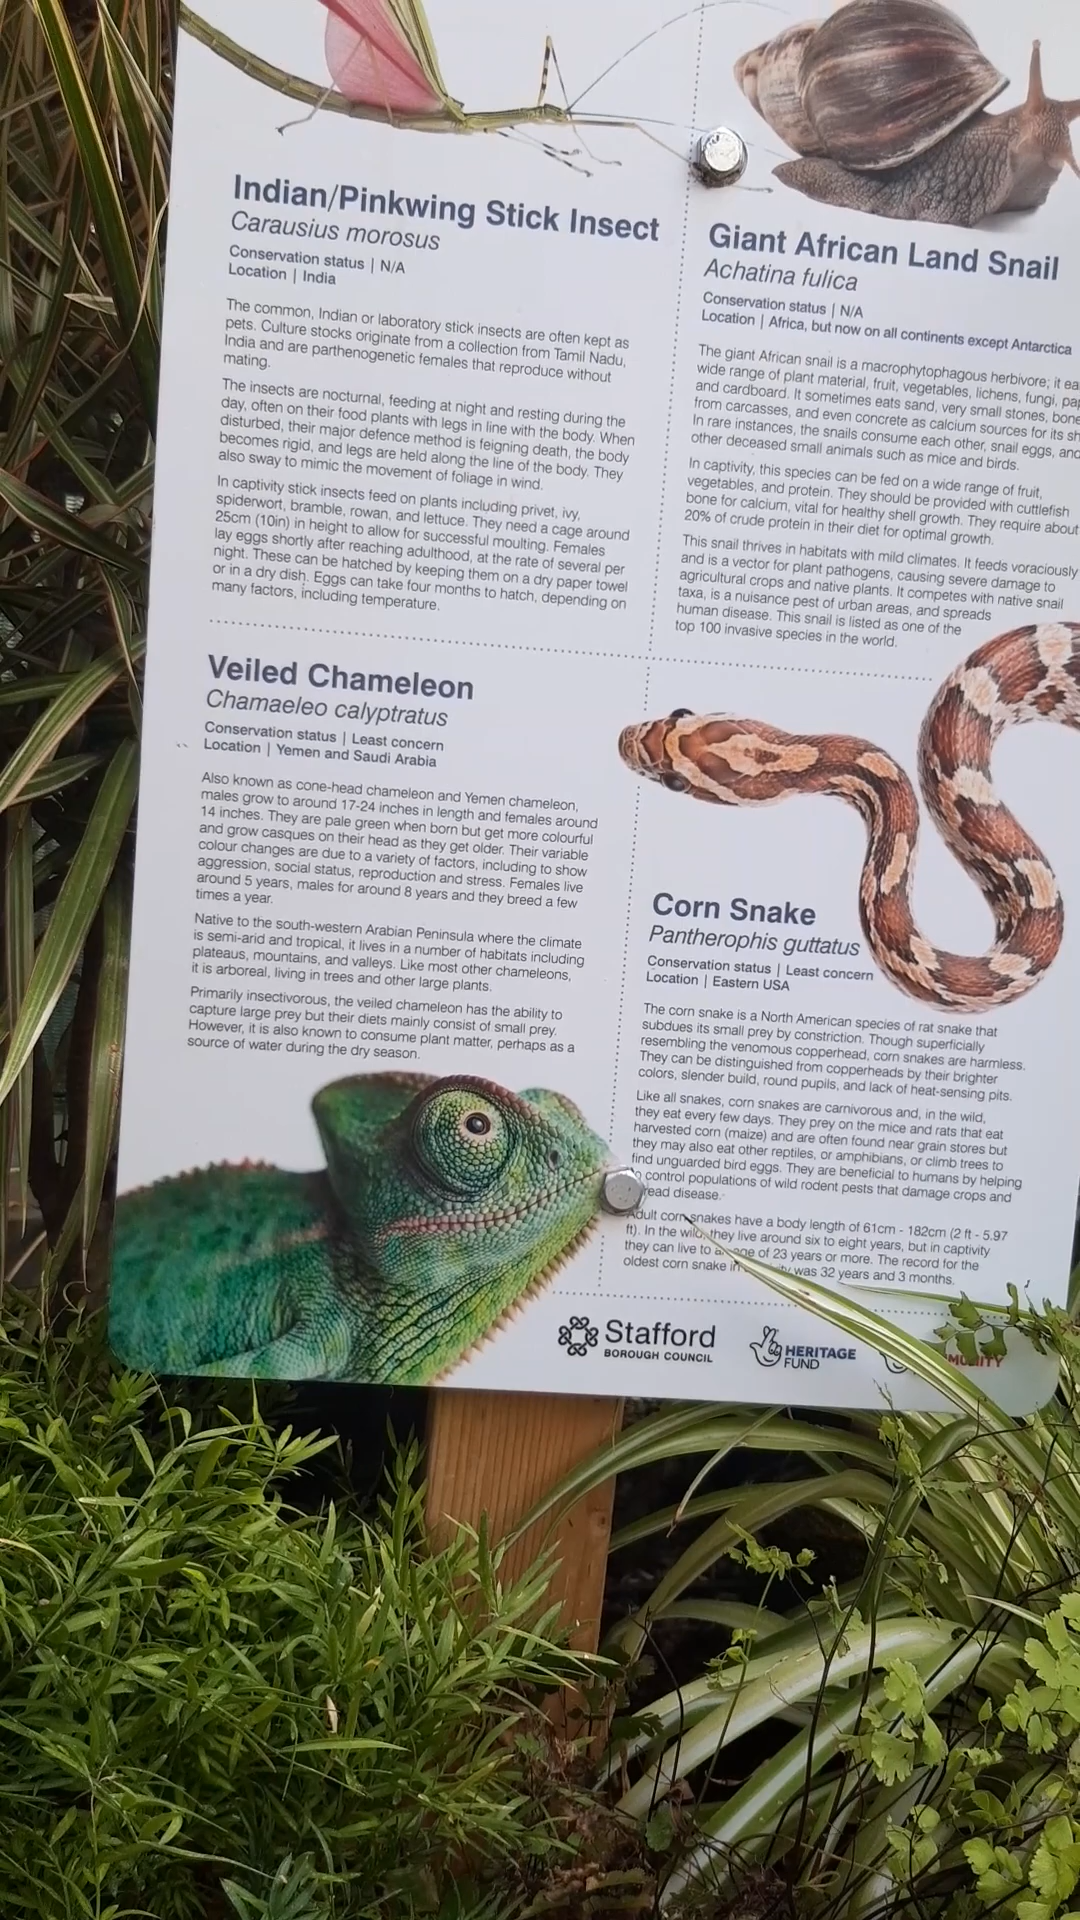 Indian/Pinkwing Stick Insect
Carausius morosus
Conservation status | N/A
Location | India
The common, Indian or laboratory stick insects are often kept as
pets. Culture stocks originate from a collection from Tamil Nadu,
India and are parthenogenetic females that reproduce without
mating.
The insects are nocturnal, feeding at night and resting during the
day, often on their food plants with legs in line with the body. When
disturbed, their major defence method is feigning death, the body
becomes rigid, and legs are held along the line of the body. They
also sway to mimic the movement of foliage in wind.
In captivity stick insects feed on plants including privet, ivy,
spiderwort, bramble, rowan, and lettuce. They need a cage around
25cm (10in) in height to allow for successful moulting. Females
lay eggs shortly after reaching adulthood, at the rate of several per
night. These can be hatched by keeping them on a dry paper towel
or in a dry dish. Eggs can take four months to hatch, depending on
many factors, including temperature.
Giant African Land Snail
Achatina fulica
Conservation status | N/A
Location | Africa, but now on all continents except Antarctica
The giant African snail is a macrophytophagous herbivore; it
wide range of plant material, fruit, vegetables, lichens, fungi,
and cardboard. It sometimes eats sand, very small stones,
from carcasses, and even concrete as calcium sources for its
In rare instances, the snails consume each other, snail eggs, and
other deceased small animals such as mice and birds.
In captivity, this species can be fed on a wide range of fruit,
vegetables, and protein. They should be provided with cuttlefish
bone for calcium, vital for healthy shell growth. They require about
20% of crude protein in their diet for optimal growth.
This snail thrives in habitats with mild climates. It feeds voraciously
and is a vector for plant pathogens, causing severe damage to
agricultural crops and native plants. It competes with native snail
taxa, is a nuisance pest of urban areas, and spreads
human disease. This snail is listed as one of the
top 100 invasive species in the world.
Veiled Chameleon
Chamaeleo calyptratus
Conservation status | Least concern
Location | Yemen and Saudi Arabia
Also known as cone-head chameleon and Yemen chameleon,
males grow to around 17-24 inches in length and females around
14 inches. They are pale green when born but get more colourful
and grow casques on their head as they get older. Their variable
colour changes are due to a variety of factors, including to show
aggression, social status, reproduction and stress. Females live
around 5 years, males for around 8 years and they breed a few
times a year.
Native to the south-western Arabian Peninsula where the climate
is semi-arid and tropical, it lives in a number of habitats including
plateaus, mountains, and valleys. Like most other chameleons,
it is arboreal, living in trees and other large plants.
Primarily insectivorous, the veiled chameleon has the ability to
capture large prey but their diets mainly consist of small prey.
However, it is also known to consume plant matter, perhaps as a
source of water during the dry season.
Corn Snake
Pantherophis guttatus
Conservation status | Least concern
Location | Eastern USA
The corn snake is a North American species of rat snake that
subdues its small prey by constriction. Though superficially
resembling the venomous copperhead, corn snakes are harmless.
They can be distinguished from copperheads by their brighter
colors, slender build, round pupils, and lack of heat-sensing pits.
Like all snakes, corn snakes are carnivorous and, in the wild,
they eat every few days. They prey on the mice and rats that eat
harvested corn (maize) and are often found near grain stores but
they may also eat other reptiles, or amphibians, or climb trees to
find unguarded bird eggs. They are beneficial to humans by helping
control populations of wild rodent pests that damage crops and
disease.
Adult corn snakes have a body length of 61cm - 182cm (2 ft - 5.97
ft). In the wild, they live around six to eight years, but in captivity
they can live to of 23 years or more. The record for the
oldest corn snake in was 32 years and 3 months.
Stafford
BOROUGH COUNCIL
HERITAGE
FUND